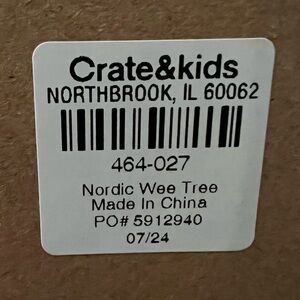 Crate&kids
NORTHBROOK, IL 60062
464-027
Nordic Wee Tree
Made In China
PO# 5912940
07/24